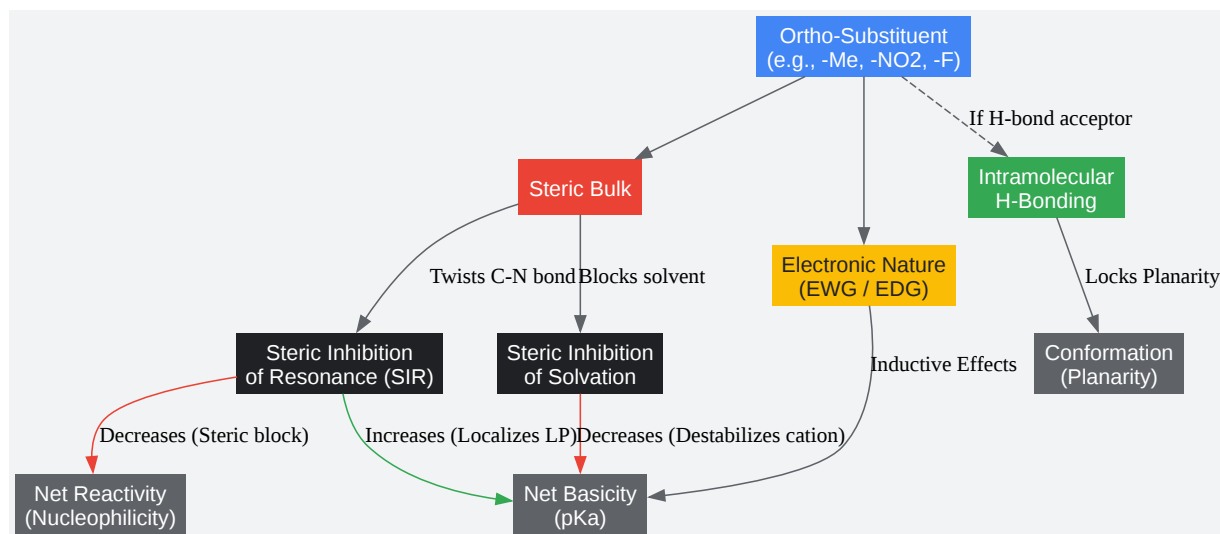 Ortho-Substituent
(e.g., -Me, -NO2, -F)
If H-bond acceptor
Steric Bulk
Intramolecular
H-Bonding
Twists C-N bond
Blocks solvent
Electronic Nature
(EWG / EDG)
Locks Planarity
Steric Inhibition
of Resonance (SIR)
Steric Inhibition
of Solvation
Inductive Effects
Conformation
(Planarity)
Decreases (Steric block)
Increases (Localizes LP)
Decreases (Destabilizes cation)
Net Reactivity
(Nucleophilicity)
Net Basicity
(pKa)